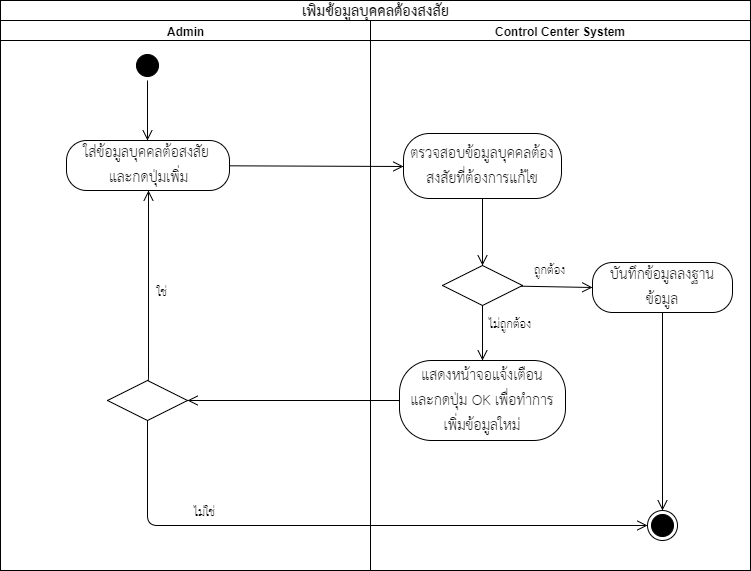 เพิ่มข้อมูลบุคคลต้องสงสัย
Admin
Control Center System
ใส่ข้อมูลบุคคลต้อสงสัย
และกดปุ่มเพิ่ม
ตรวจสอบข้อมูลบุคคลต้อง
สงสัยที่ต้องการแก้ไข
ถูกต้อง
บันทึกข้อมูลลงฐาน
ข้อมูล
ใช่
ไม่ถูกต้อง
แสดงหน้าจอแจ้งเตือน
และกดปุ่ม OK เพื่อทำการ
เพิ่มข้อมูลใหม่
ไม่ใช่